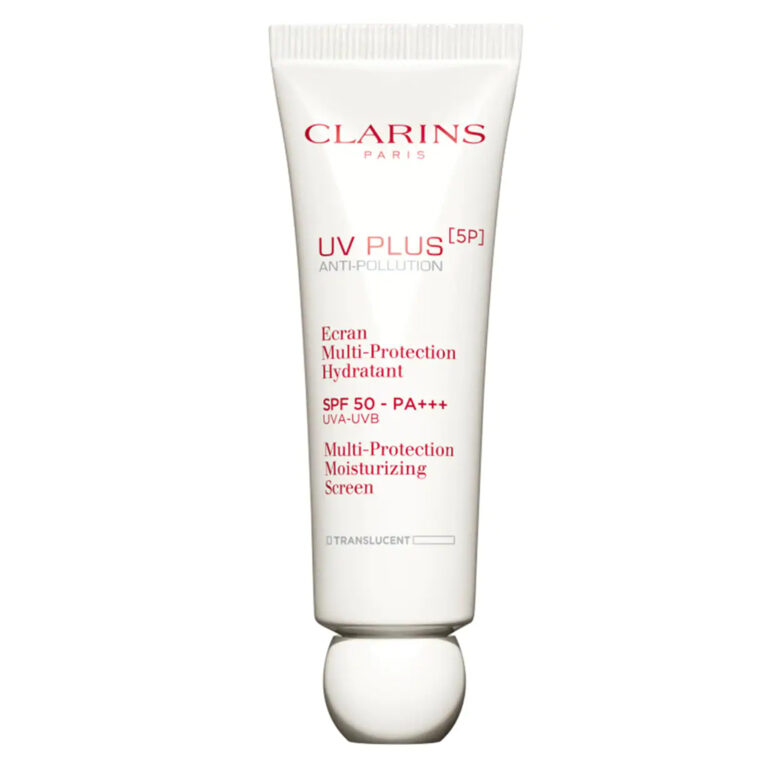 CLARINS
PARIS
UV PLUS [5P]
ANTI-POLLUTION
Ecran
Multi-Protection
Hydratant
SPF 50 - PA+++
UVA-UVB
Multi-Protection
Moisturizing
Screen
TRANSLUCENT